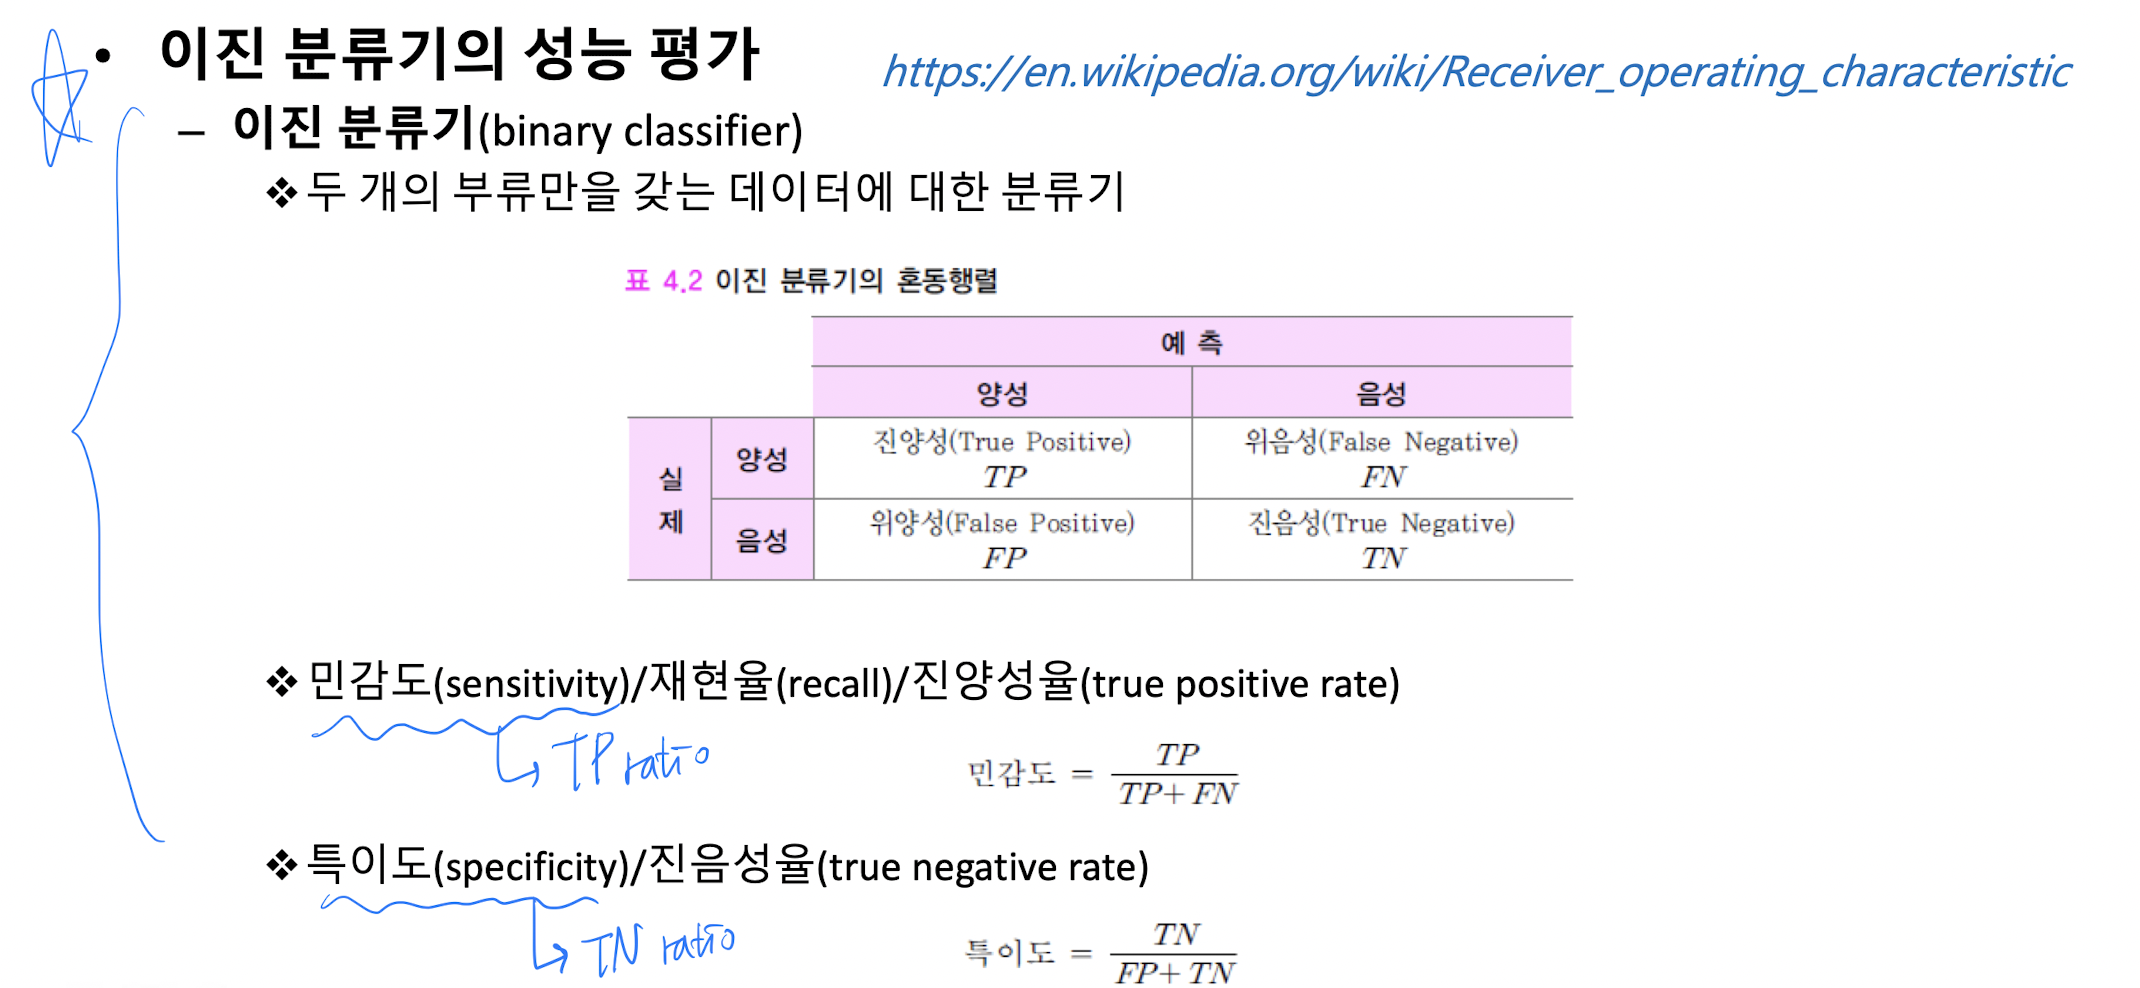 • 이진 분류기의 성능 평가
https://en.wikipedia.org/wiki/Receiver_operating_characteristic
– 이진 분류기(binary classifier)
❖ 두 개의 부류만을 갖는 데이터에 대한 분류기
표 4.2 이진 분류기의 혼동행렬
예 측
양성 음성
실제
양성 진양성(True Positive) 위음성(False Negative)
TP FN
음성 위양성(False Positive) 진음성(True Negative)
FP TN
❖ 민감도(sensitivity)/재현율(recall)/진양성율(true positive rate)
TP ratio
민감도 = TP / TP+FN
❖ 특이도(specificity)/진음성율(true negative rate)
TN ratio
특이도 = TN / FP+TN